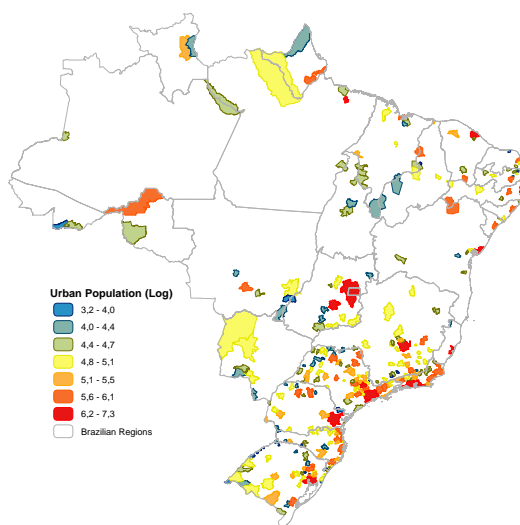 Urban Population (Log)
3,2 - 4,0
4,0 - 4,4
4,4 - 4,7
4,8 - 5,1
5,1 - 5,5
5,6 - 6,1
6,2 - 7,3
Brazilian Regions